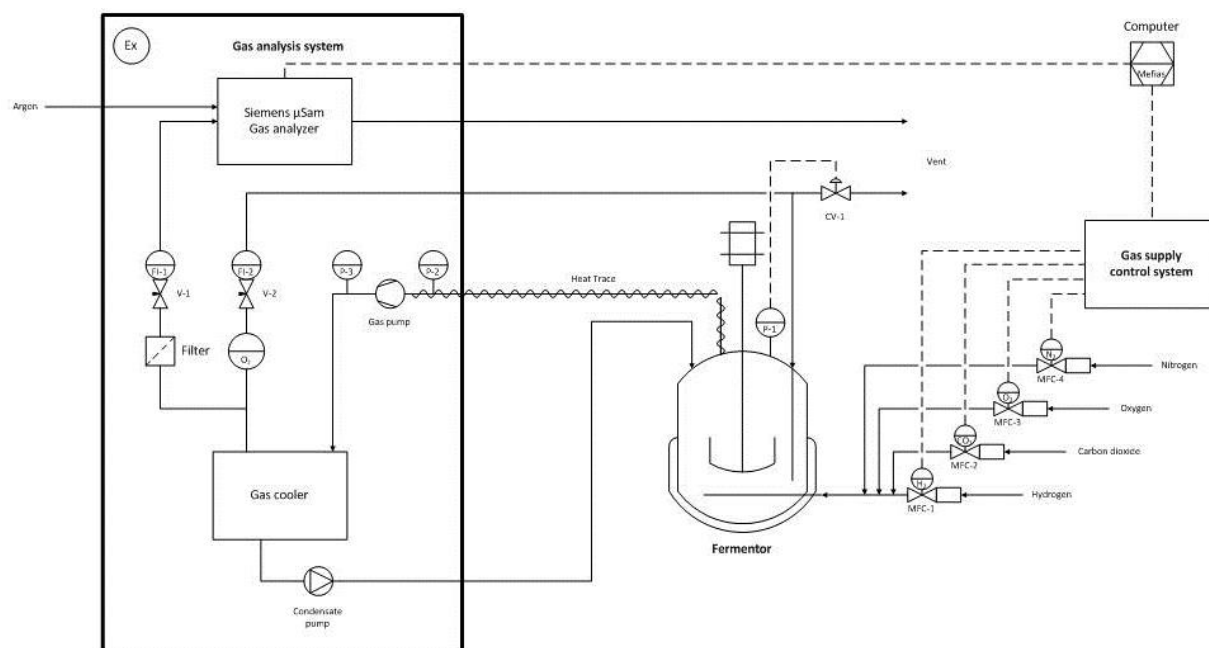 Computer
Ex
Gas analysis system
Mefias
Argon
Siemens µSam
Gas analyzer
Vent
CV-1
Gas supply
control system
FI-1
FI-2
P-3
P-2
V-1
V-2
Gas pump
Heat Trace
P-1
Filter
O₂
N₂
Nitrogen
MFC-4
O₂
Oxygen
MFC-3
CO₂
Carbon dioxide
MFC-2
Gas cooler
H₂
Hydrogen
MFC-1
Fermentor
Condensate
pump